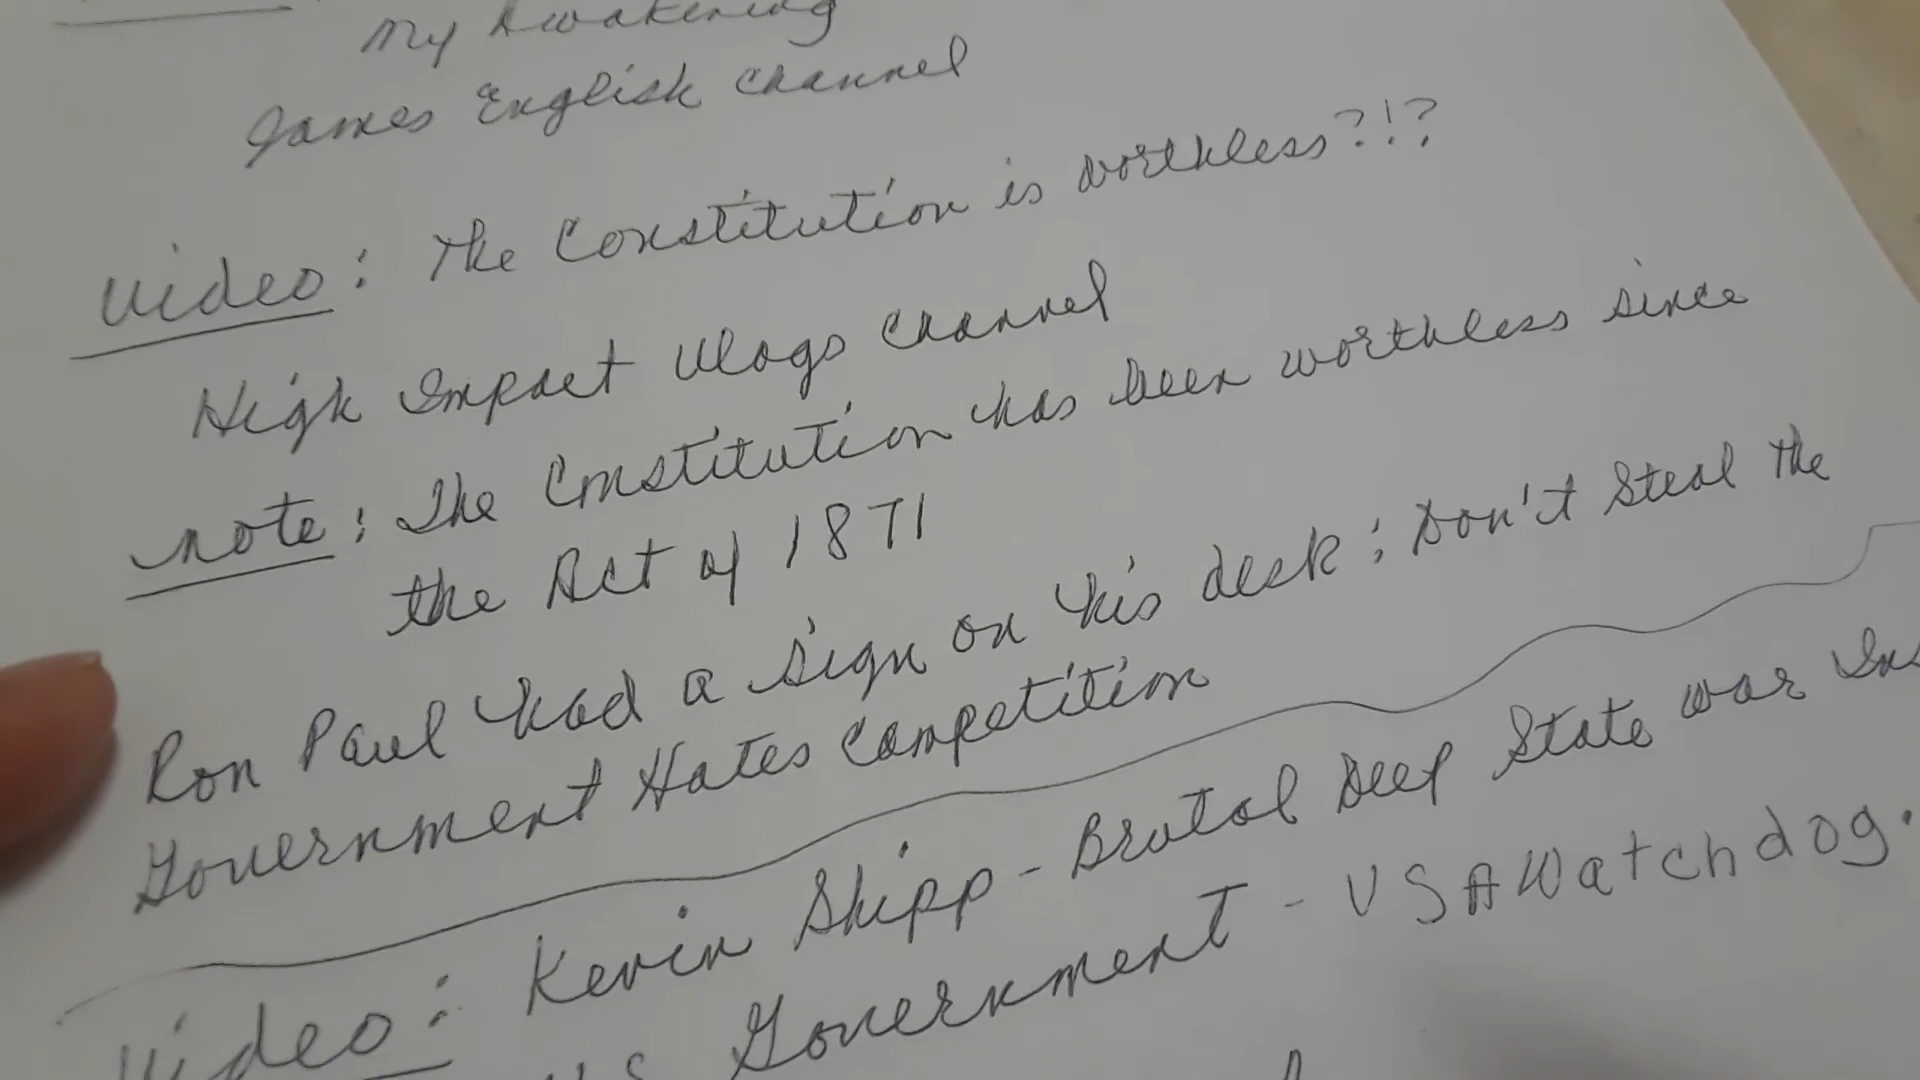 My Awakening
James English Channel
Video: The Constitution is worthless?!?
High Impact Vlogs Channel
note: The Constitution has been worthless since
the Act of 1871
Ron Paul had a sign on his desk: Don't Steal the
Government Hates Competition
Video: Kevin Shipp - Brutal Deep State War Ins
U.S. Government - USAWatchdog.